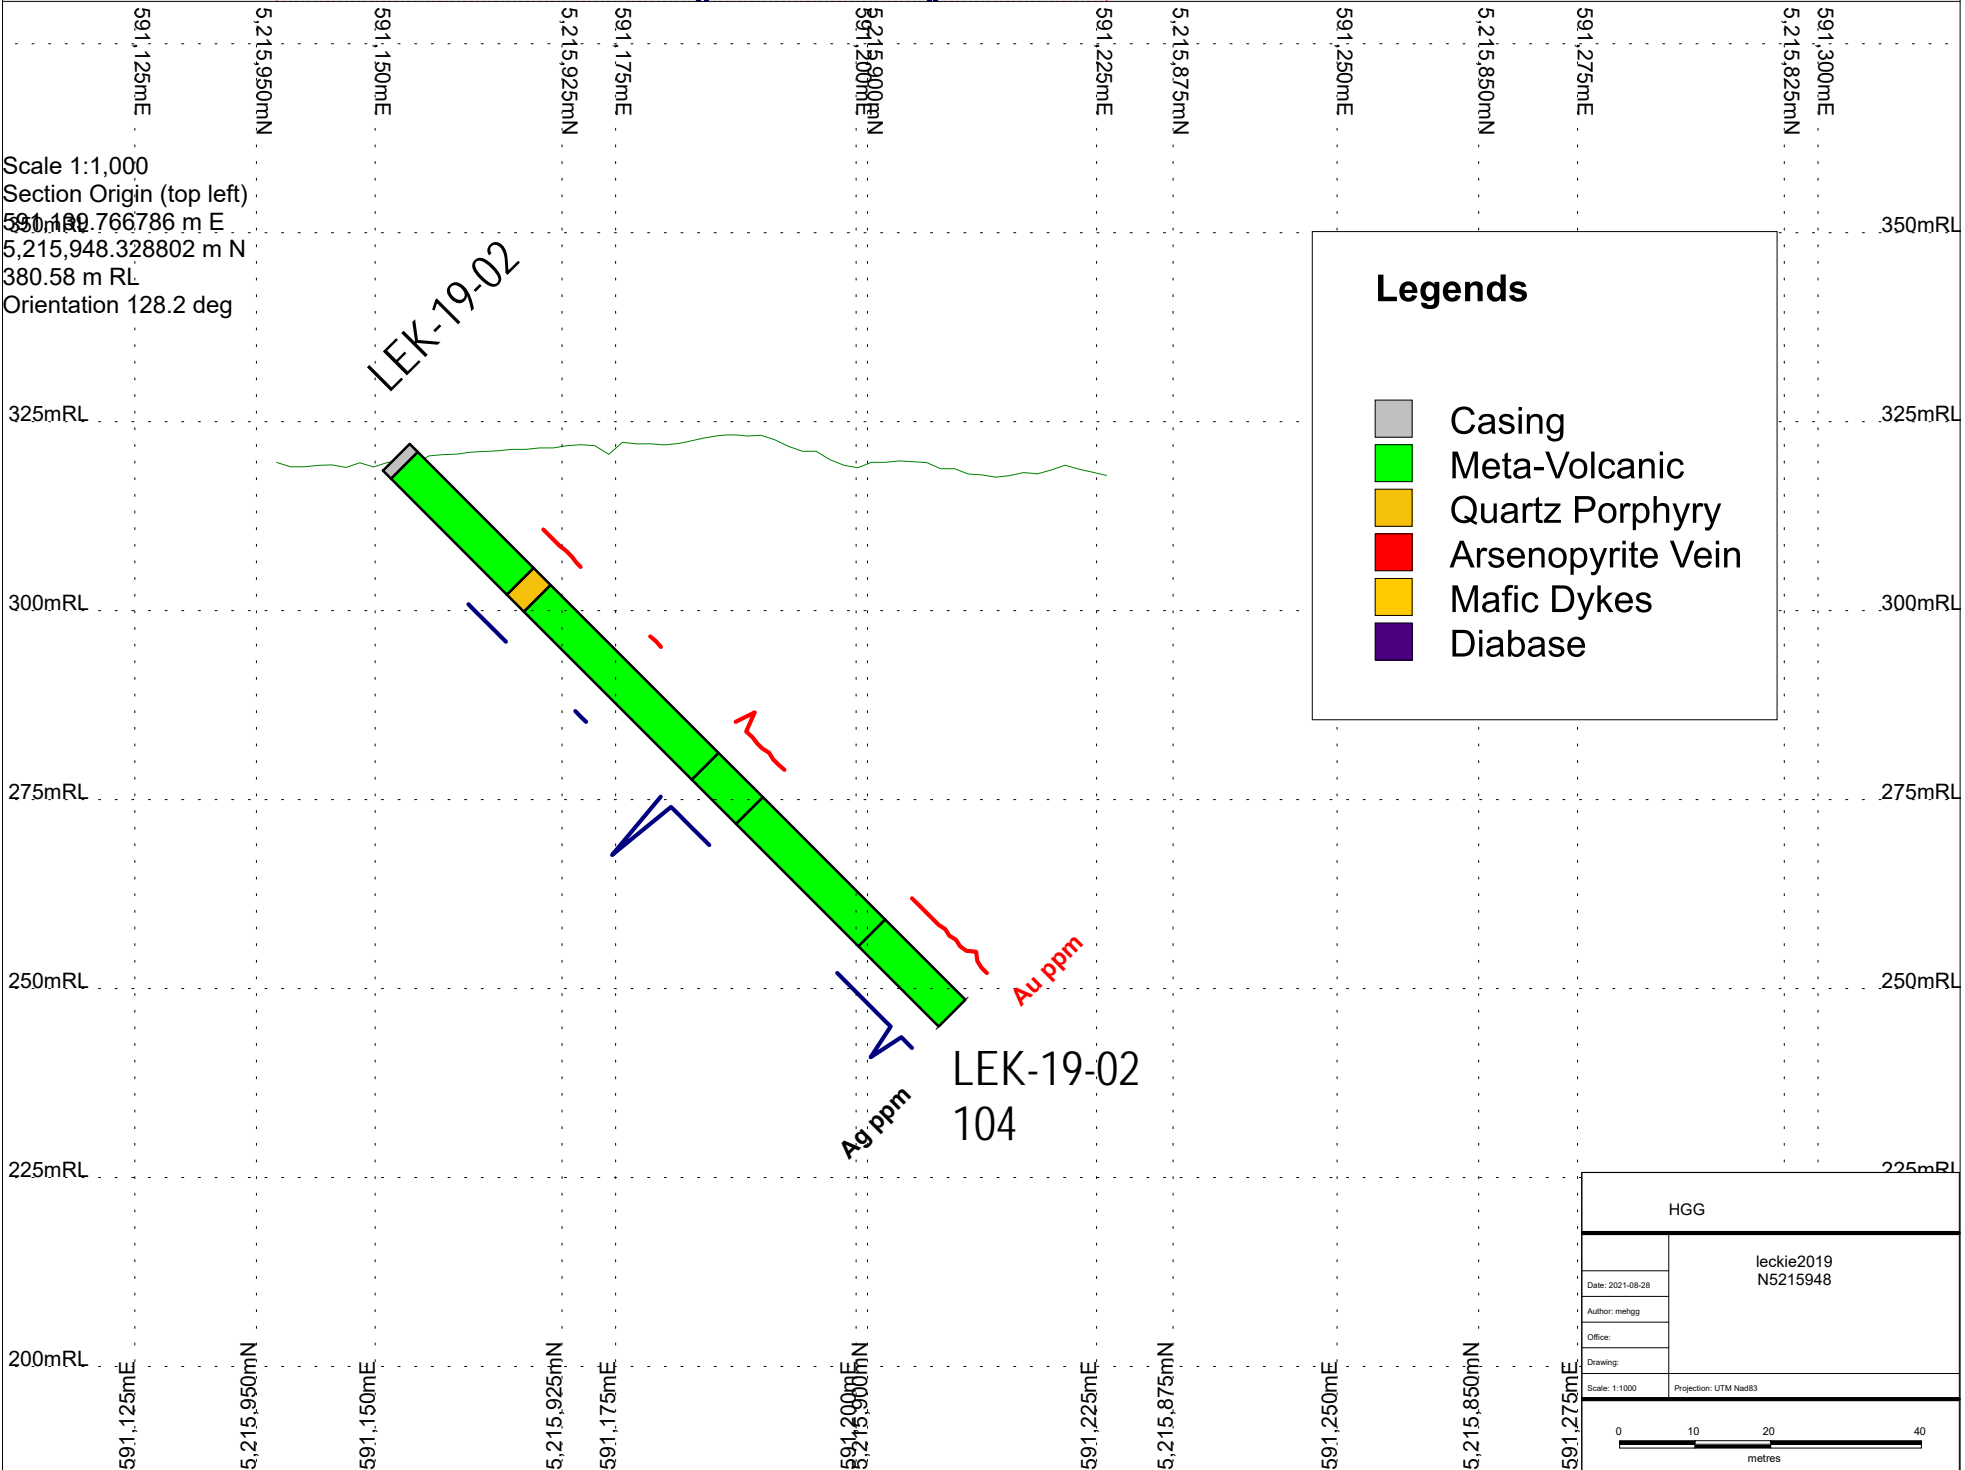 591,125mE
5,215,950mN
591,150mE
5,215,925mN
591,175mE
591,200mE
5,215,900mN
591,225mE
5,215,875mN
591,250mE
5,215,850mN
591,275mE
5,215,825mN
591,300mE
Scale 1:1,000
Section Origin (top left)
591,139.766786 m E
350mRL
5,215,948.328802 m N
380.58 m RL
Orientation 128.2 deg
350mRL
LEK-19-02
Legends
Casing
Meta-Volcanic
Quartz Porphyry
Arsenopyrite Vein
Mafic Dykes
Diabase
325mRL
325mRL
300mRL
300mRL
275mRL
275mRL
250mRL
250mRL
Au ppm
Ag ppm
LEK-19-02
104
225mRL
225mRL
200mRL
HGG
leckie2019
N5215948
Date: 2021-08-28
Author: mehgg
Office:
Drawing:
Scale: 1:1000
Projection: UTM Nad83
0 10 20 40
metres
591,125mE
5,215,950mN
591,150mE
5,215,925mN
591,175mE
591,200mE
5,215,900mN
591,225mE
5,215,875mN
591,250mE
5,215,850mN
591,275mE